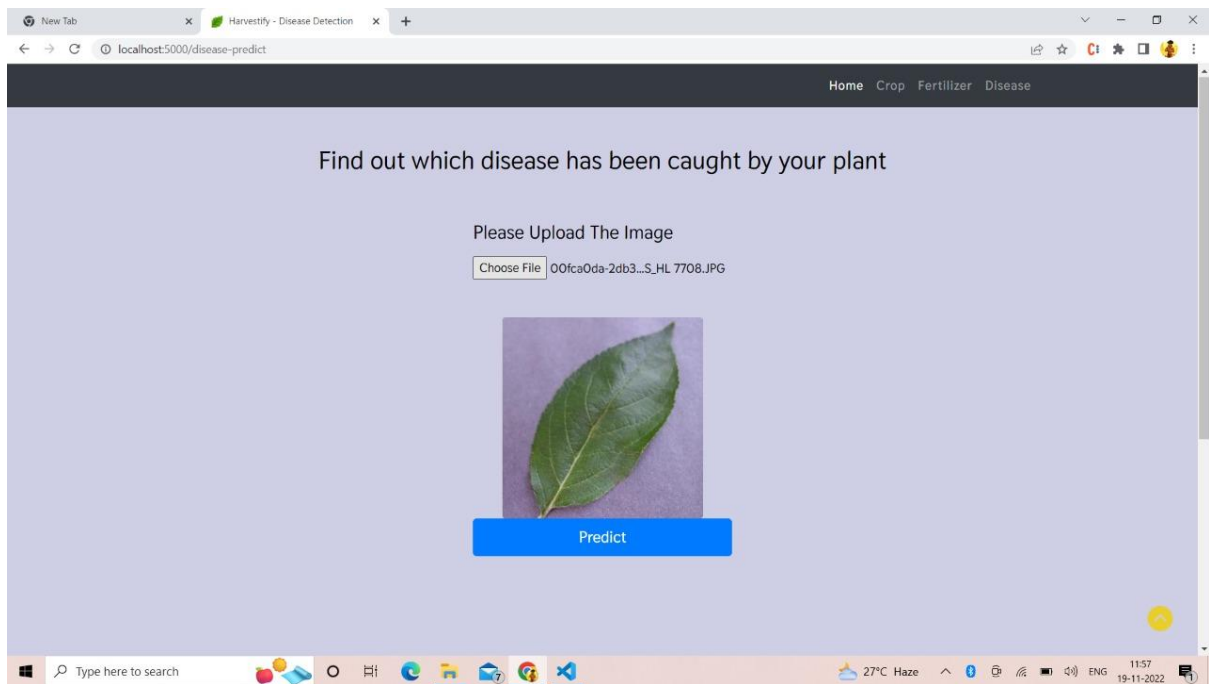 New Tab
Harvestify - Disease Detection
localhost:5000/disease-predict
Home Crop Fertilizer Disease
Find out which disease has been caught by your plant
Please Upload The Image
Choose File 00fca0da-2db3...S_HL 7708.JPG
Predict
Type here to search
7
27°C Haze
ENG
11:57
19-11-2022
1